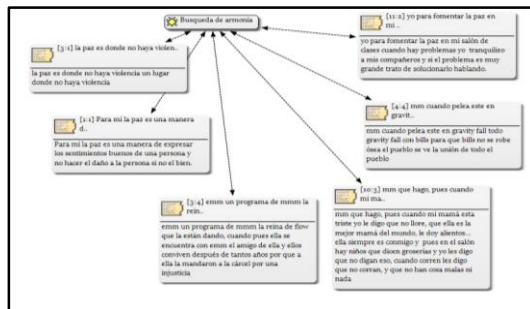 Busqueda de armonia
[3:1] la paz es donde no haya violen..
la paz es donde no haya violencia un lugar
donde no haya violencia
[11:2] yo para fomentar la paz en
mi ..
yo para fomentar la paz en mi salón de
clases cuando hay problemas yo tranquilizo
a mis compañeros y si el problema es muy
grande trato de solucionarlo hablando.
[1:1] Para mi la paz es una manera
d..
Para mi la paz es una manera de expresar
los sentimientos buenos de una persona y
no hacer el daño a la persona si no el bien.
[4:4] mm cuando pelea este en
gravit..
mm cuando pelea este en gravity fall todo
gravity fall con bills para que bills no se robe
ósea el pueblo se ve la unión de todo el
pueblo
[3:4] emm un programa de mmm la
rein..
emm un programa de mmm la reina de flow
que la están dando, cuando pues ella se
encuentra con emm el amigo de ella y ellos
conviven después de tantos años por que a
ella la mandaron a la cárcel por una
injusticia
[10:3] mm que hago, pues cuando
mi ma..
mm que hago, pues cuando mi mamá esta
triste yo le digo que no llore, que ella es la
mejor mamá del mundo, le doy alientos...
ella siempre es conmigo y pues en el salón
hay niños que dicen groserías y yo les digo
que no digan eso, cuando corren les digo
que no corran, y que no han cosa malas ni
nada